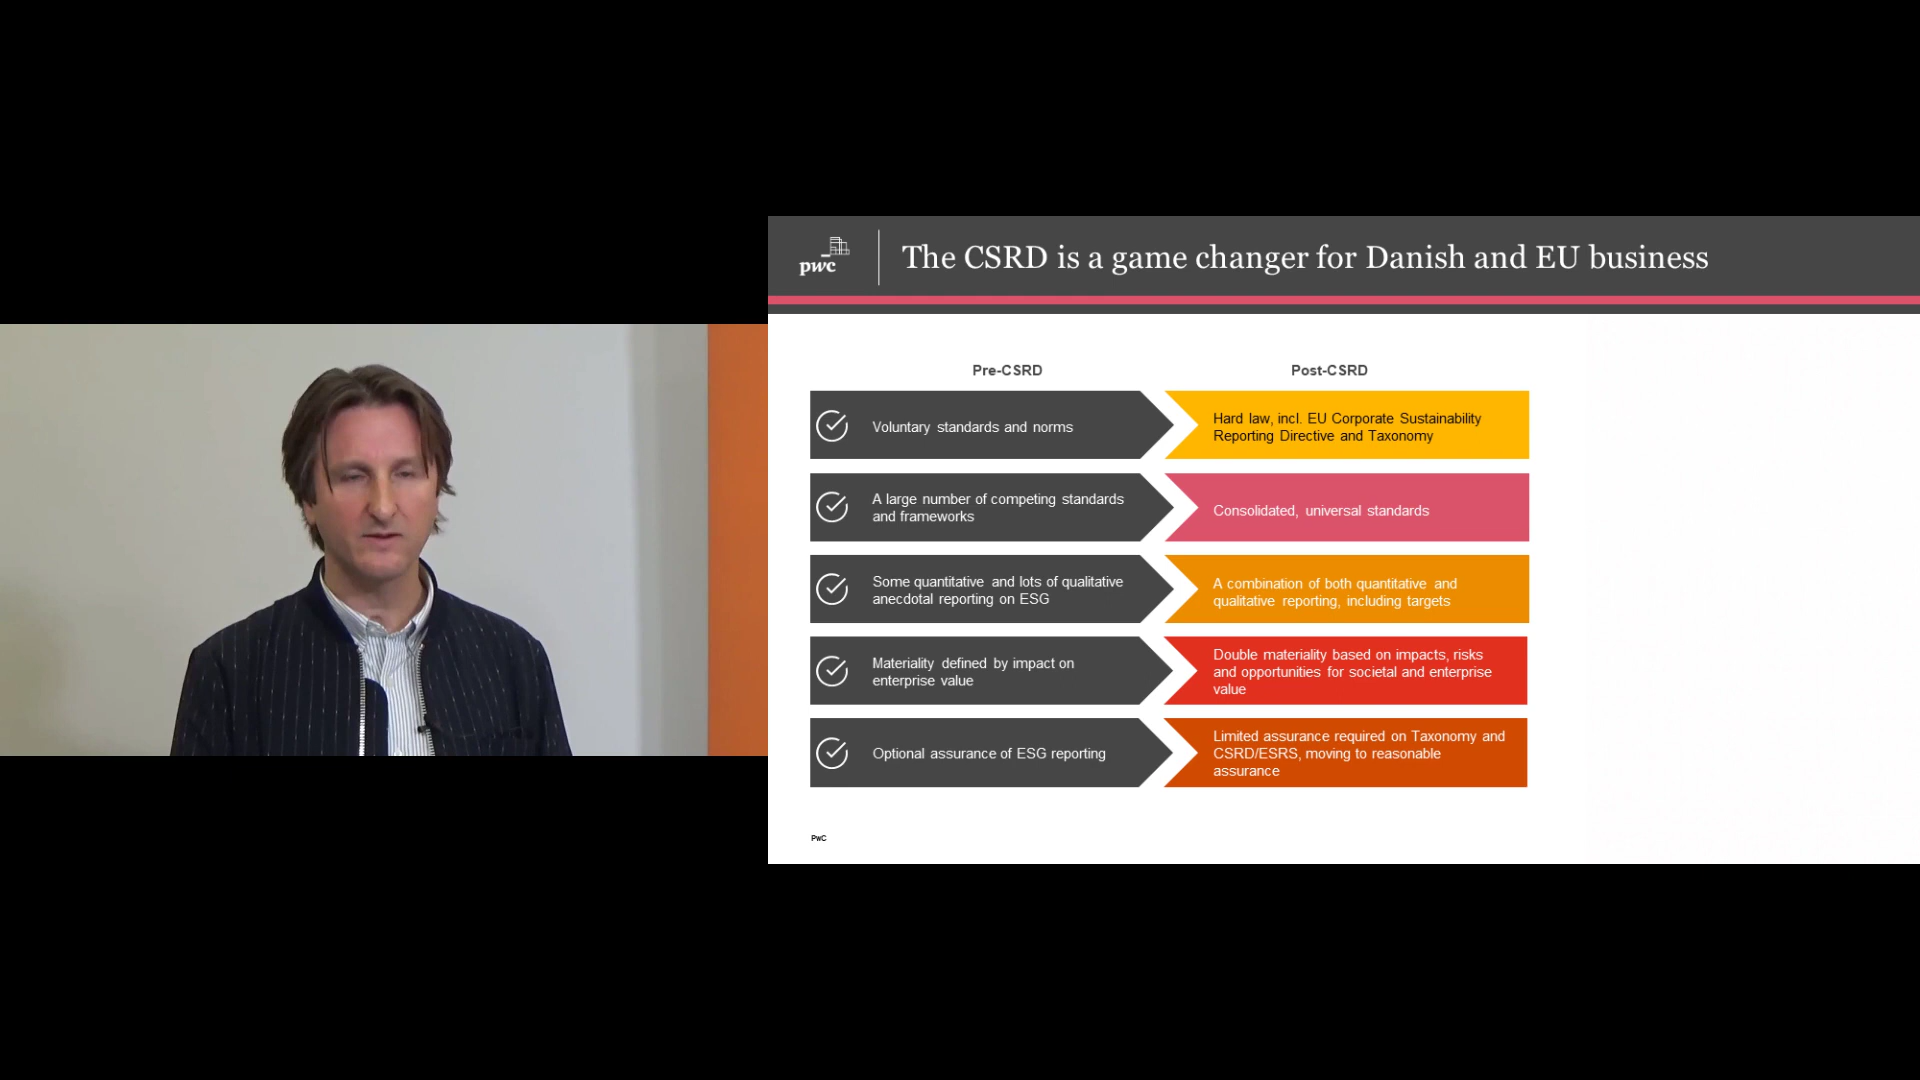 pwc
The CSRD is a game changer for Danish and EU business
Pre-CSRD
Post-CSRD
Voluntary standards and norms
Hard law, incl. EU Corporate Sustainability
Reporting Directive and Taxonomy
A large number of competing standards
and frameworks
Consolidated, universal standards
Some quantitative and lots of qualitative
anecdotal reporting on ESG
A combination of both quantitative and
qualitative reporting, including targets
Materiality defined by impact on
enterprise value
Double materiality based on impacts, risks
and opportunities for societal and enterprise
value
Optional assurance of ESG reporting
Limited assurance required on Taxonomy and
CSRD/ESRS, moving to reasonable
assurance
PwC